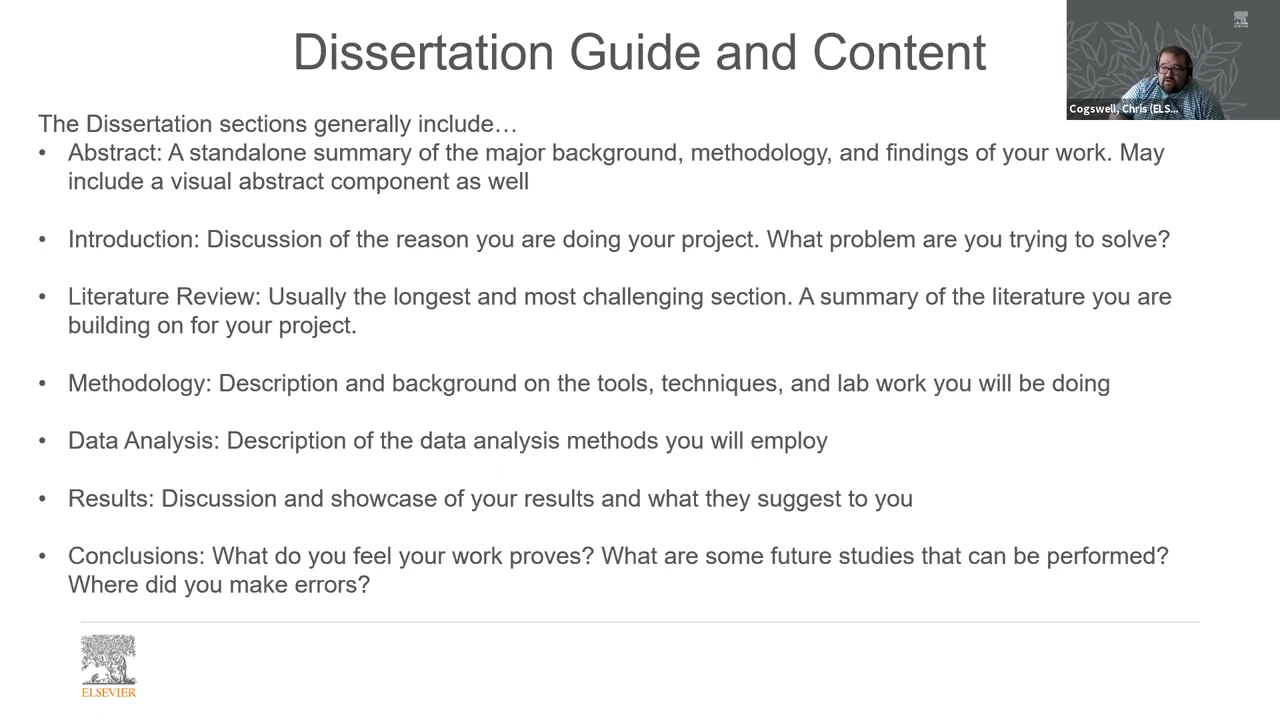 Dissertation Guide and Content
Cogswell, Chris (ELS...
The Dissertation sections generally include…
• Abstract: A standalone summary of the major background, methodology, and findings of your work. May
include a visual abstract component as well
• Introduction: Discussion of the reason you are doing your project. What problem are you trying to solve?
• Literature Review: Usually the longest and most challenging section. A summary of the literature you are
building on for your project.
• Methodology: Description and background on the tools, techniques, and lab work you will be doing
• Data Analysis: Description of the data analysis methods you will employ
• Results: Discussion and showcase of your results and what they suggest to you
• Conclusions: What do you feel your work proves? What are some future studies that can be performed?
Where did you make errors?
ELSEVIER